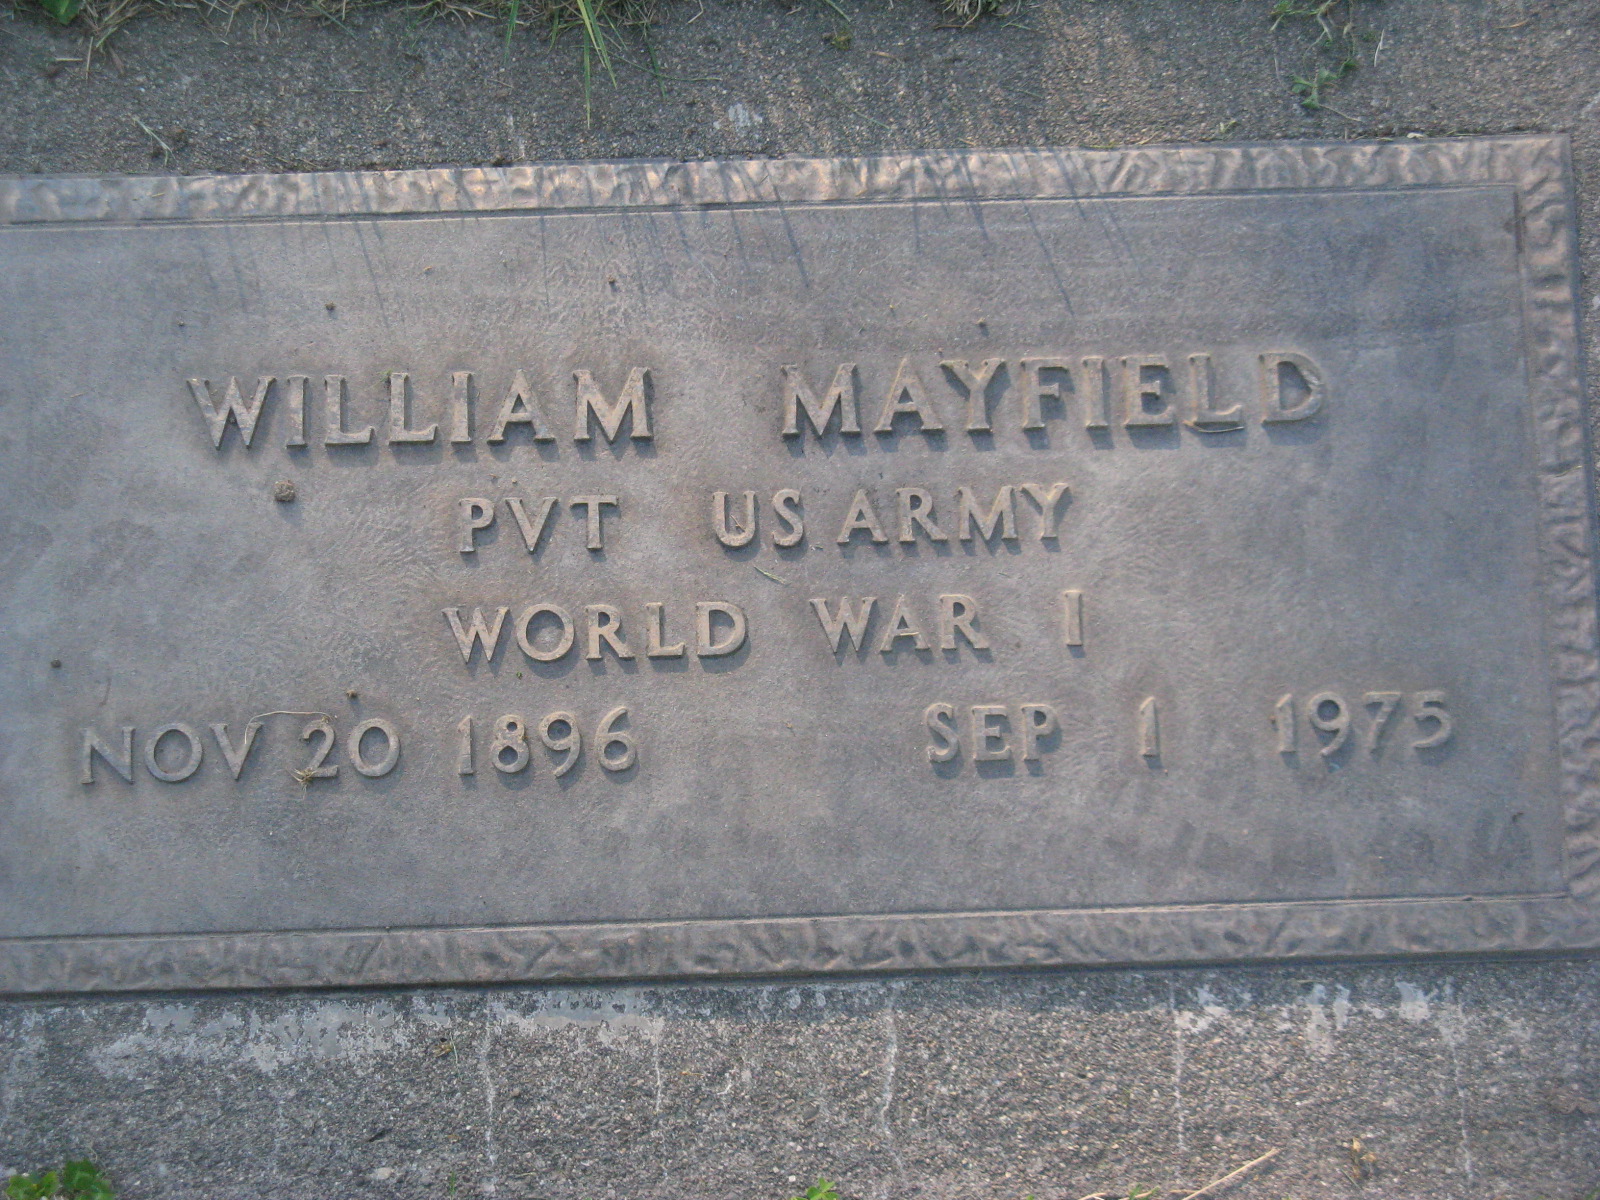 WILLIAM MAYFIELD
PVT US ARMY
WORLD WAR I
NOV 20 1896 SEP 1 1975